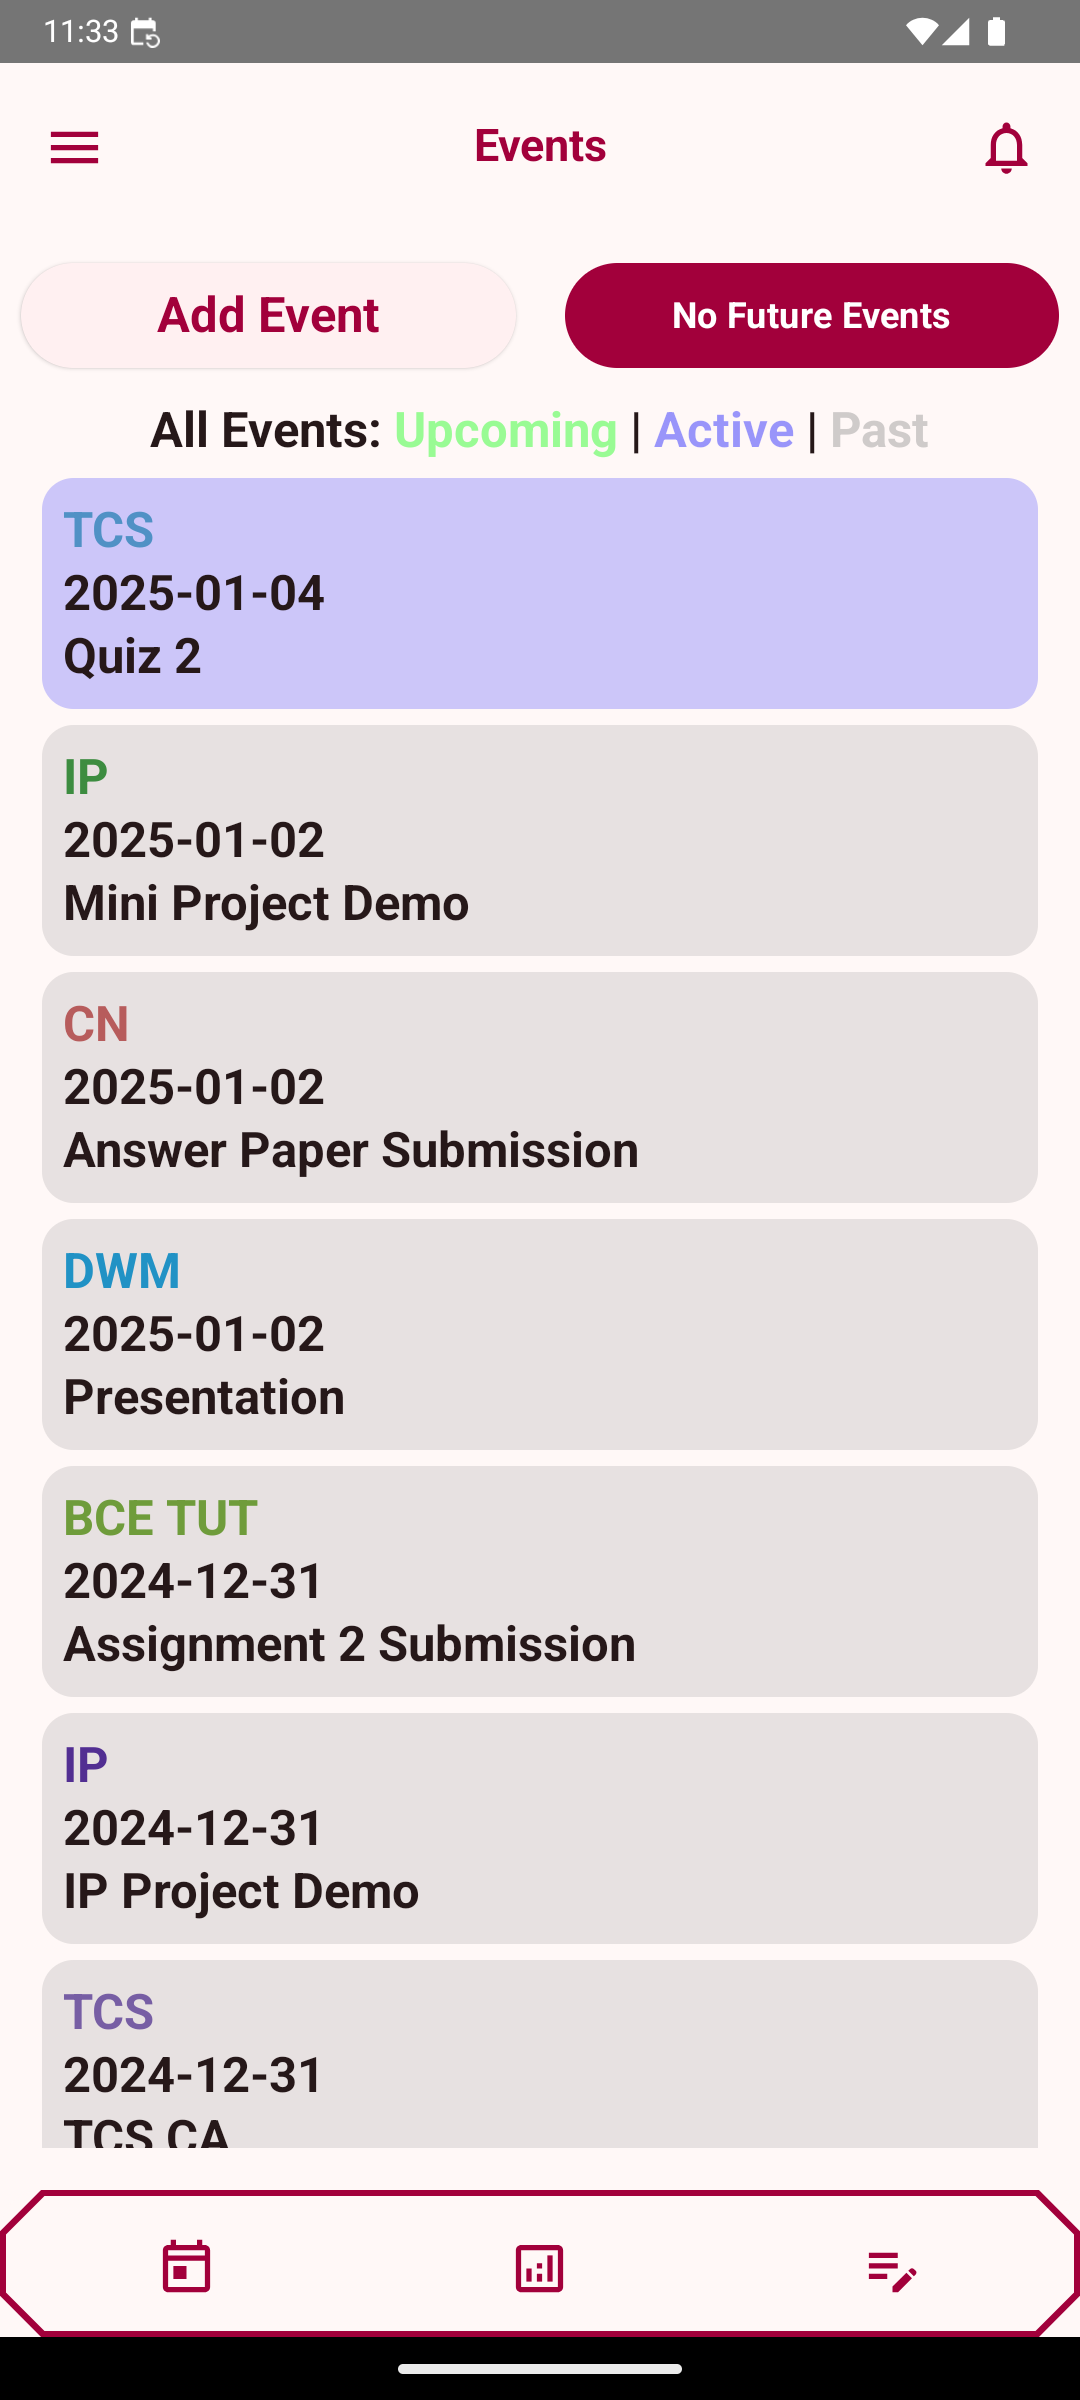 11:33
Events
Add Event
No Future Events
All Events: Upcoming | Active | Past
TCS
2025-01-04
Quiz 2
IP
2025-01-02
Mini Project Demo
CN
2025-01-02
Answer Paper Submission
DWM
2025-01-02
Presentation
BCE TUT
2024-12-31
Assignment 2 Submission
IP
2024-12-31
IP Project Demo
TCS
2024-12-31
TCS CA